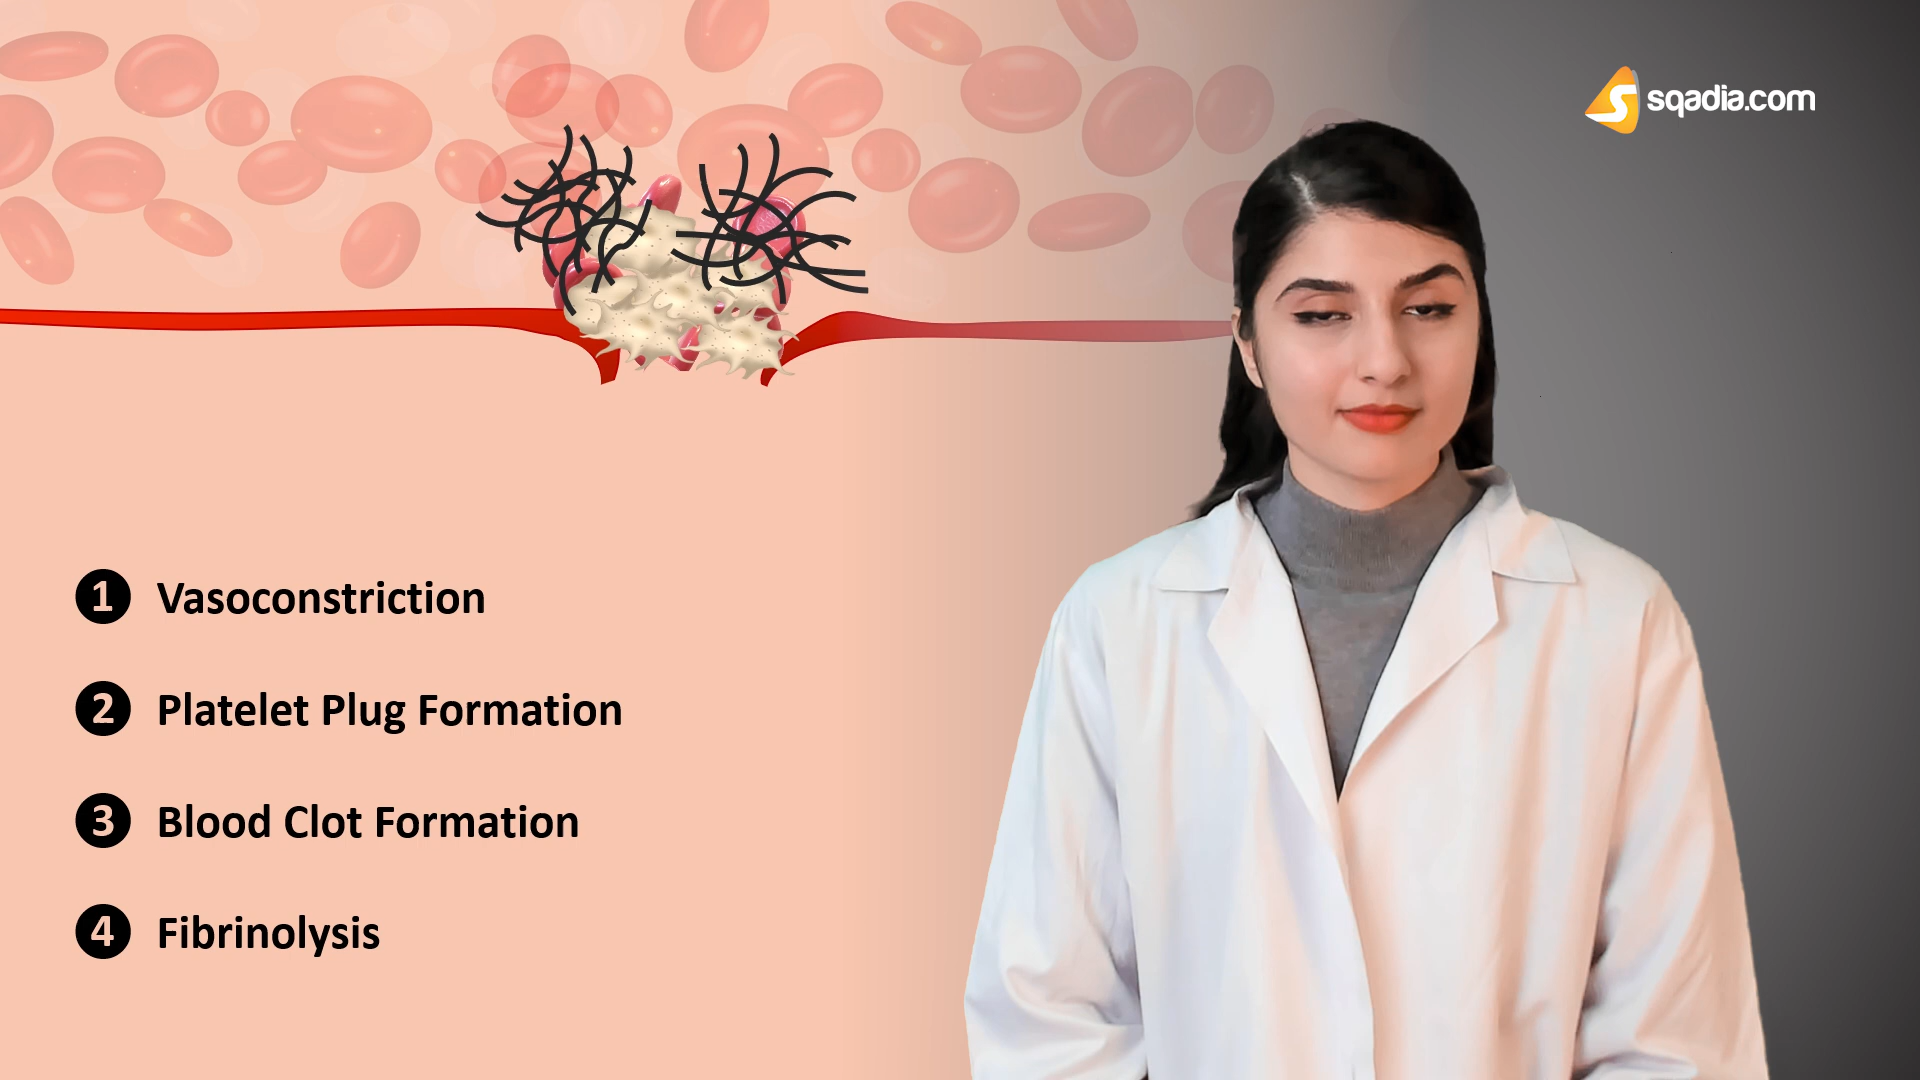 sqadia.com
1 Vasoconstriction
2 Platelet Plug Formation
3 Blood Clot Formation
4 Fibrinolysis